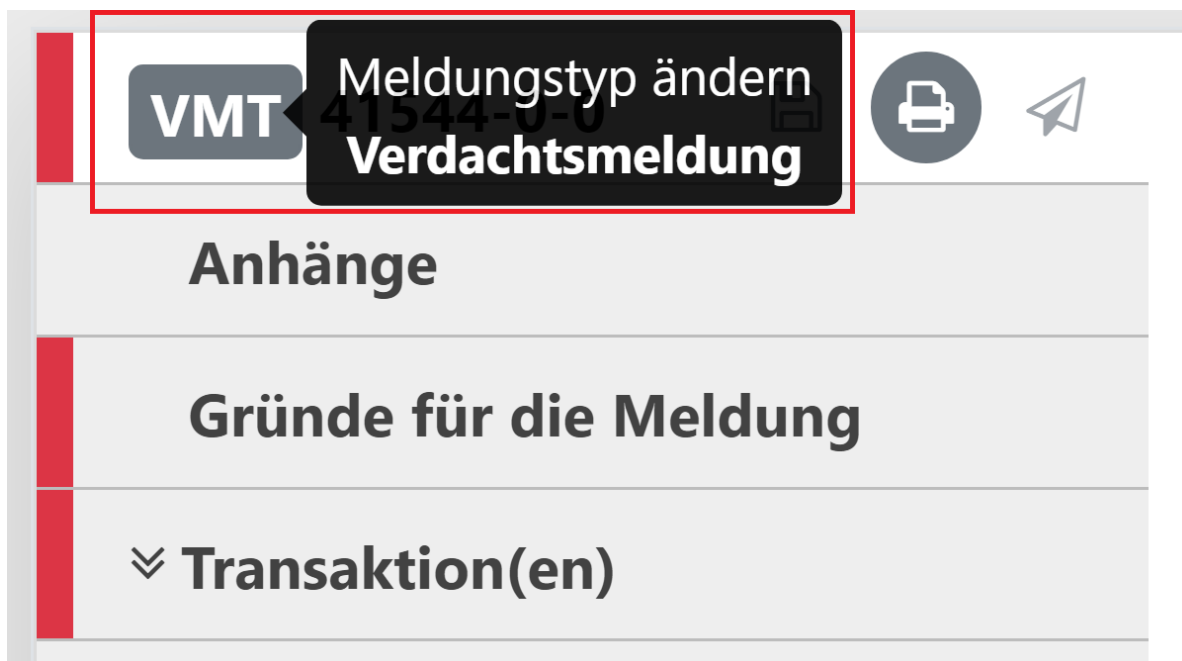 VMT 41544-0-0
Meldungstyp ändern
Verdachtsmeldung
Anhänge
Gründe für die Meldung
Transaktion(en)